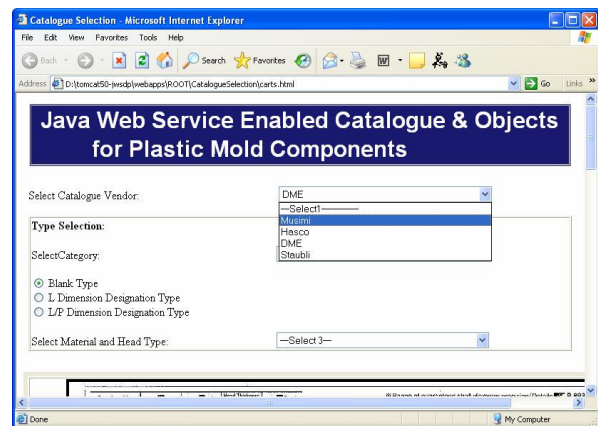 Catalogue Selection - Microsoft Internet Explorer
File Edit View Favorites Tools Help
Back Search Favorites
Address D:\tomcat50-jwsdp\webapps\ROOT\CatalogueSelection\carts.html Go Links »
Java Web Service Enabled Catalogue & Objects
for Plastic Mold Components
Select Catalogue Vendor: DME
—Select1———
Musimi
Hasco
DME
Staubli
Type Selection:
SelectCategory:
Blank Type
L Dimension Designation Type
L/P Dimension Designation Type
Select Material and Head Type: —Select 3—
Done My Computer